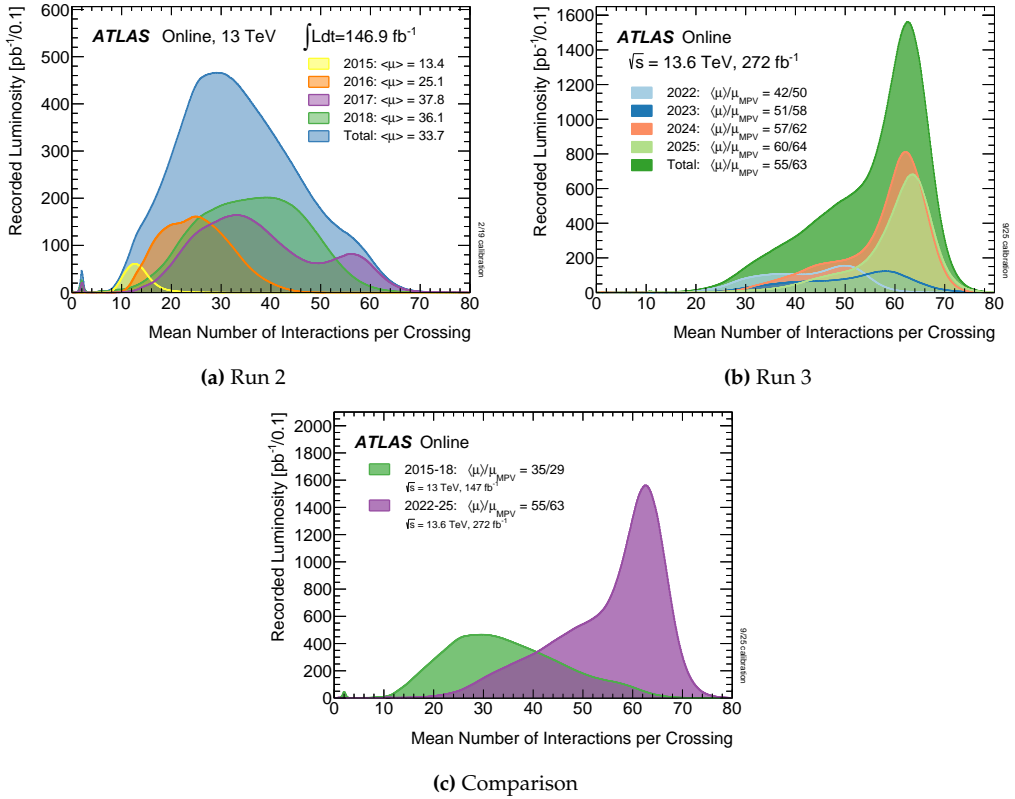 ATLAS Online, 13 TeV ∫Ldt=146.9 fb⁻¹
2015: <μ> = 13.4
2016: <μ> = 25.1
2017: <μ> = 37.8
2018: <μ> = 36.1
Total: <μ> = 33.7
Recorded Luminosity [pb⁻¹/0.1]
600
500
400
300
200
100
0
0 10 20 30 40 50 60 70 80
Mean Number of Interactions per Crossing
2/19 calibration
(a) Run 2
ATLAS Online
√s = 13.6 TeV, 272 fb⁻¹
2022: ⟨μ⟩/μMPV = 42/50
2023: ⟨μ⟩/μMPV = 51/58
2024: ⟨μ⟩/μMPV = 57/62
2025: ⟨μ⟩/μMPV = 60/64
Total: ⟨μ⟩/μMPV = 55/63
Recorded Luminosity [pb⁻¹/0.1]
1600
1400
1200
1000
800
600
400
200
0
0 10 20 30 40 50 60 70 80
Mean Number of Interactions per Crossing
9/25 calibration
(b) Run 3
ATLAS Online
2015-18: ⟨μ⟩/μMPV = 35/29
√s = 13 TeV, 147 fb⁻¹
2022-25: ⟨μ⟩/μMPV = 55/63
√s = 13.6 TeV, 272 fb⁻¹
Recorded Luminosity [pb⁻¹/0.1]
2000
1800
1600
1400
1200
1000
800
600
400
200
0
0 10 20 30 40 50 60 70 80
Mean Number of Interactions per Crossing
9/25 calibration
(c) Comparison